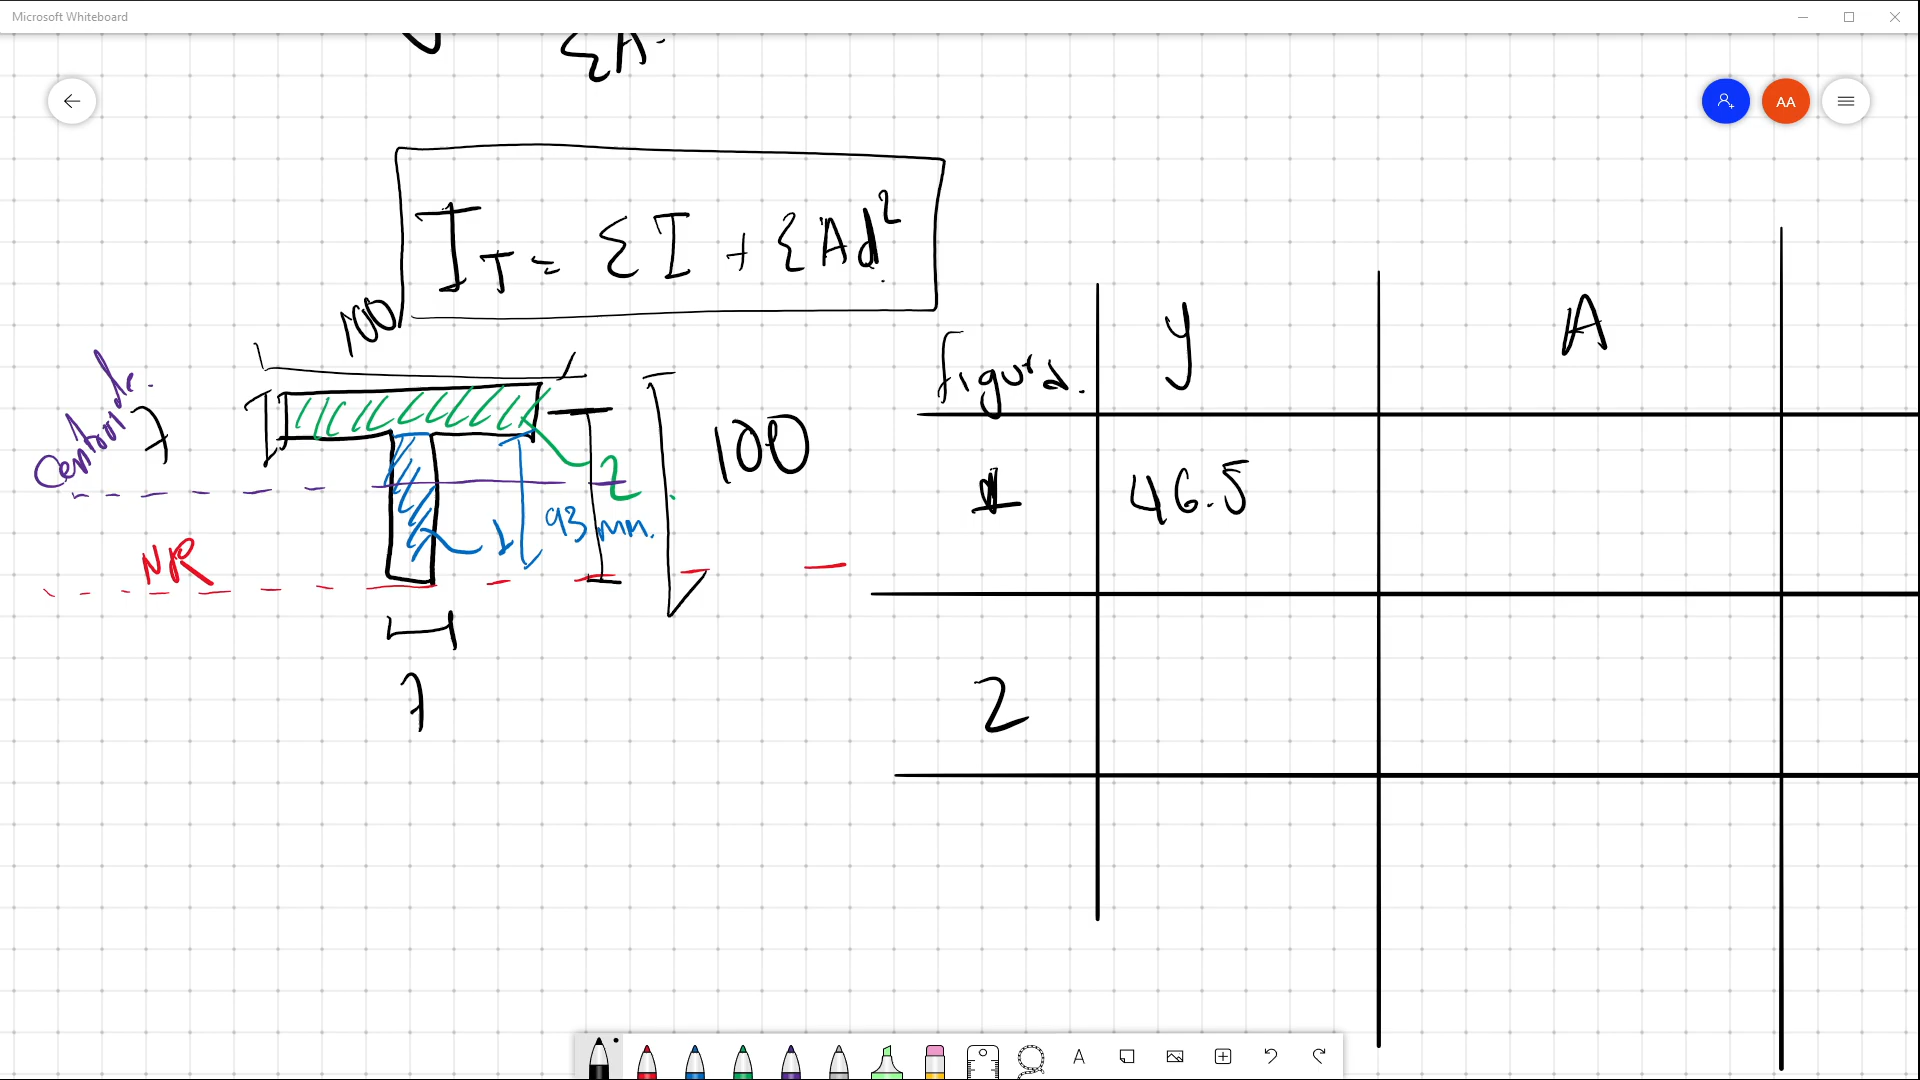 Microsoft Whiteboard
ΣA.
AA
I_T = ΣI + ΣAd²
100
Figura.
y
A
Centroide.
7
100
2
1
46.5
93 mm.
1
NR
7
2
A